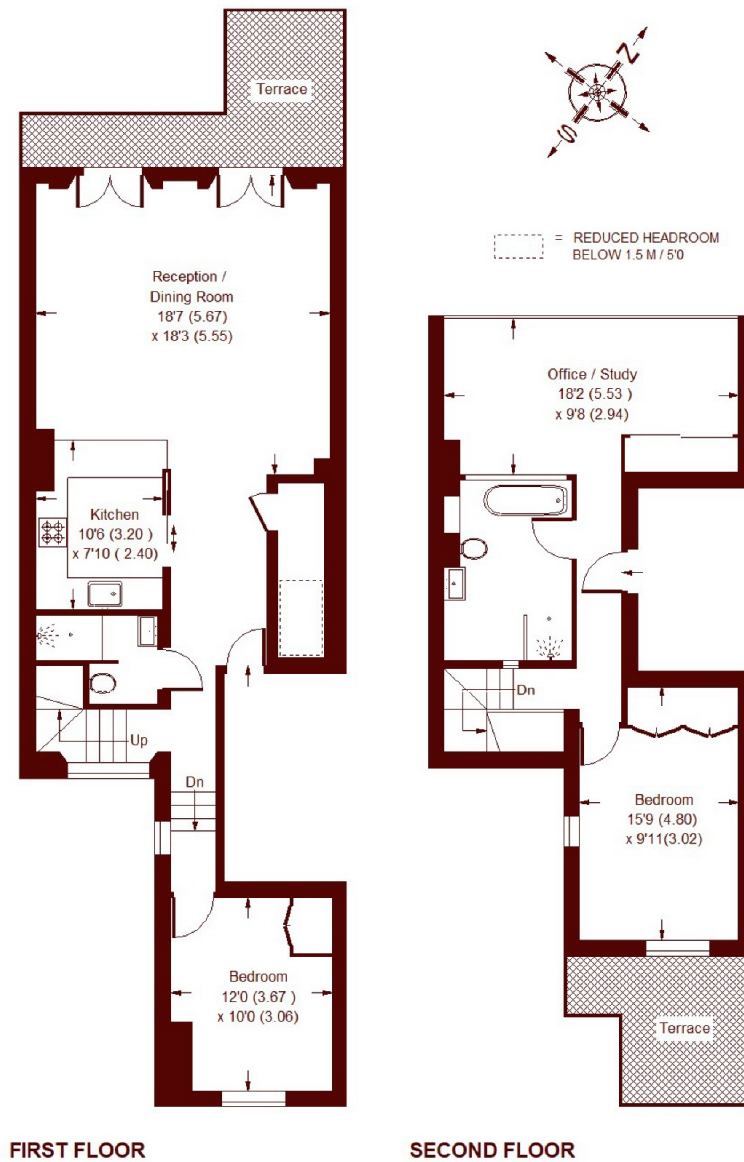 Terrace
N
S
= REDUCED HEADROOM
BELOW 1.5 M / 5'0
Reception /
Dining Room
18'7 (5.67)
x 18'3 (5.55)
Kitchen
10'6 (3.20 )
x 7'10 ( 2.40)
Up
Dn
Bedroom
12'0 (3.67 )
x 10'0 (3.06)
FIRST FLOOR
Office / Study
18'2 (5.53 )
x 9'8 (2.94)
Dn
Bedroom
15'9 (4.80)
x 9'11(3.02)
Terrace
SECOND FLOOR